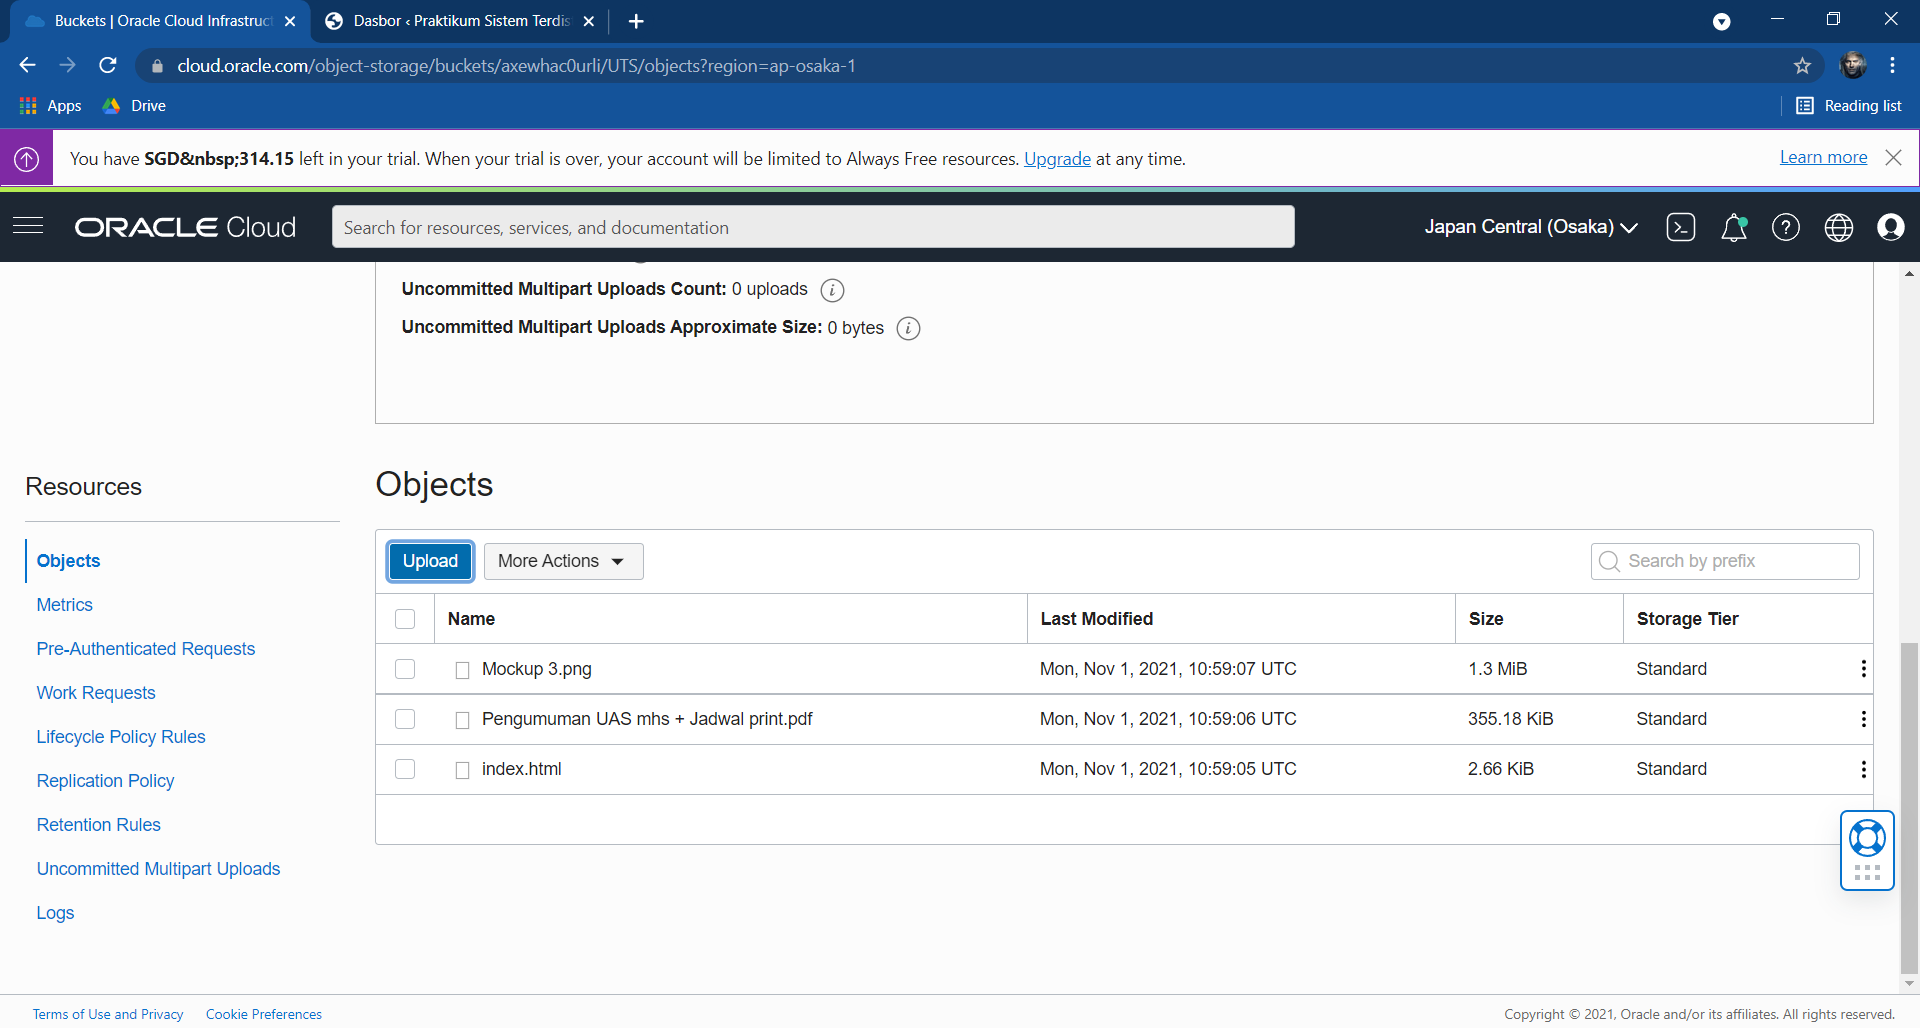 Buckets | Oracle Cloud Infrastruct
Dasbor ‹ Praktikum Sistem Terdis
cloud.oracle.com/object-storage/buckets/axewhac0urli/UTS/objects?region=ap-osaka-1
Apps
Drive
Reading list
You have SGD&nbsp;314.15 left in your trial. When your trial is over, your account will be limited to Always Free resources. Upgrade at any time.
Learn more
ORACLE Cloud
Search for resources, services, and documentation
Japan Central (Osaka)
Uncommitted Multipart Uploads Count: 0 uploads
Uncommitted Multipart Uploads Approximate Size: 0 bytes
Resources
Objects
Metrics
Pre-Authenticated Requests
Work Requests
Lifecycle Policy Rules
Replication Policy
Retention Rules
Uncommitted Multipart Uploads
Logs
Objects
Upload
More Actions
Search by prefix
Name Last Modified Size Storage Tier
Mockup 3.png Mon, Nov 1, 2021, 10:59:07 UTC 1.3 MiB Standard
Pengumuman UAS mhs + Jadwal print.pdf Mon, Nov 1, 2021, 10:59:06 UTC 355.18 KiB Standard
index.html Mon, Nov 1, 2021, 10:59:05 UTC 2.66 KiB Standard
Terms of Use and Privacy
Cookie Preferences
Copyright © 2021, Oracle and/or its affiliates. All rights reserved.